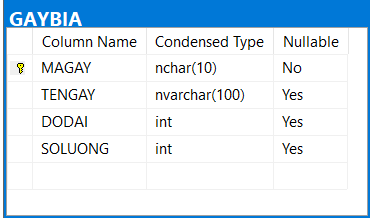 GAYBIA
Column Name Condensed Type Nullable
MAGAY nchar(10) No
TENGAY nvarchar(100) Yes
DODAI int Yes
SOLUONG int Yes